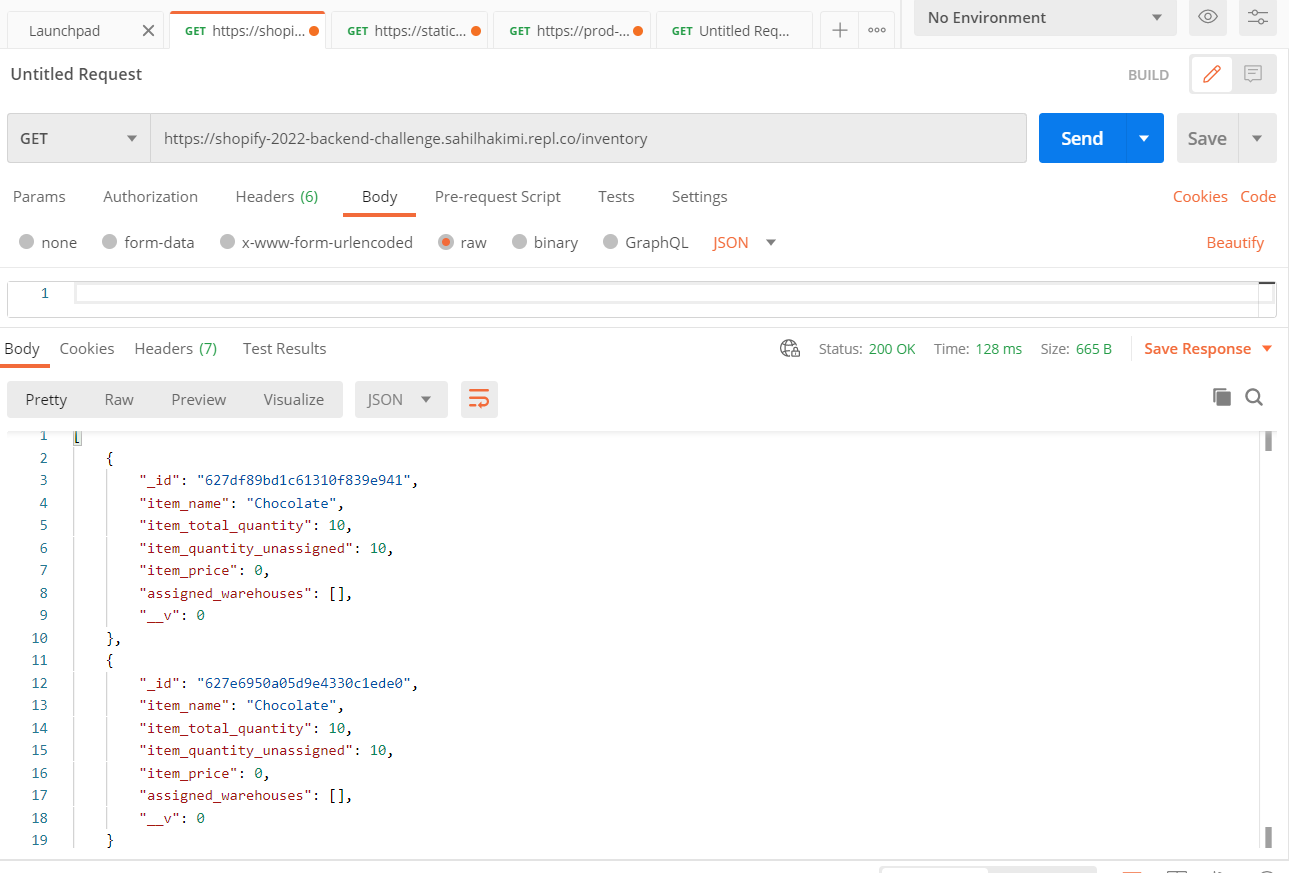 Launchpad GET https://shopi... GET https://static... GET https://prod-... GET Untitled Req... No Environment
Untitled Request BUILD
GET https://shopify-2022-backend-challenge.sahilhakimi.repl.co/inventory Send Save
Params Authorization Headers (6) Body Pre-request Script Tests Settings Cookies Code
none form-data x-www-form-urlencoded raw binary GraphQL JSON Beautify
1
Body Cookies Headers (7) Test Results Status: 200 OK Time: 128 ms Size: 665 B Save Response
Pretty Raw Preview Visualize JSON
1 [
2 {
3 "_id": "627df89bd1c61310f839e941",
4 "item_name": "Chocolate",
5 "item_total_quantity": 10,
6 "item_quantity_unassigned": 10,
7 "item_price": 0,
8 "assigned_warehouses": [],
9 "__v": 0
10 },
11 {
12 "_id": "627e6950a05d9e4330c1ede0",
13 "item_name": "Chocolate",
14 "item_total_quantity": 10,
15 "item_quantity_unassigned": 10,
16 "item_price": 0,
17 "assigned_warehouses": [],
18 "__v": 0
19 }